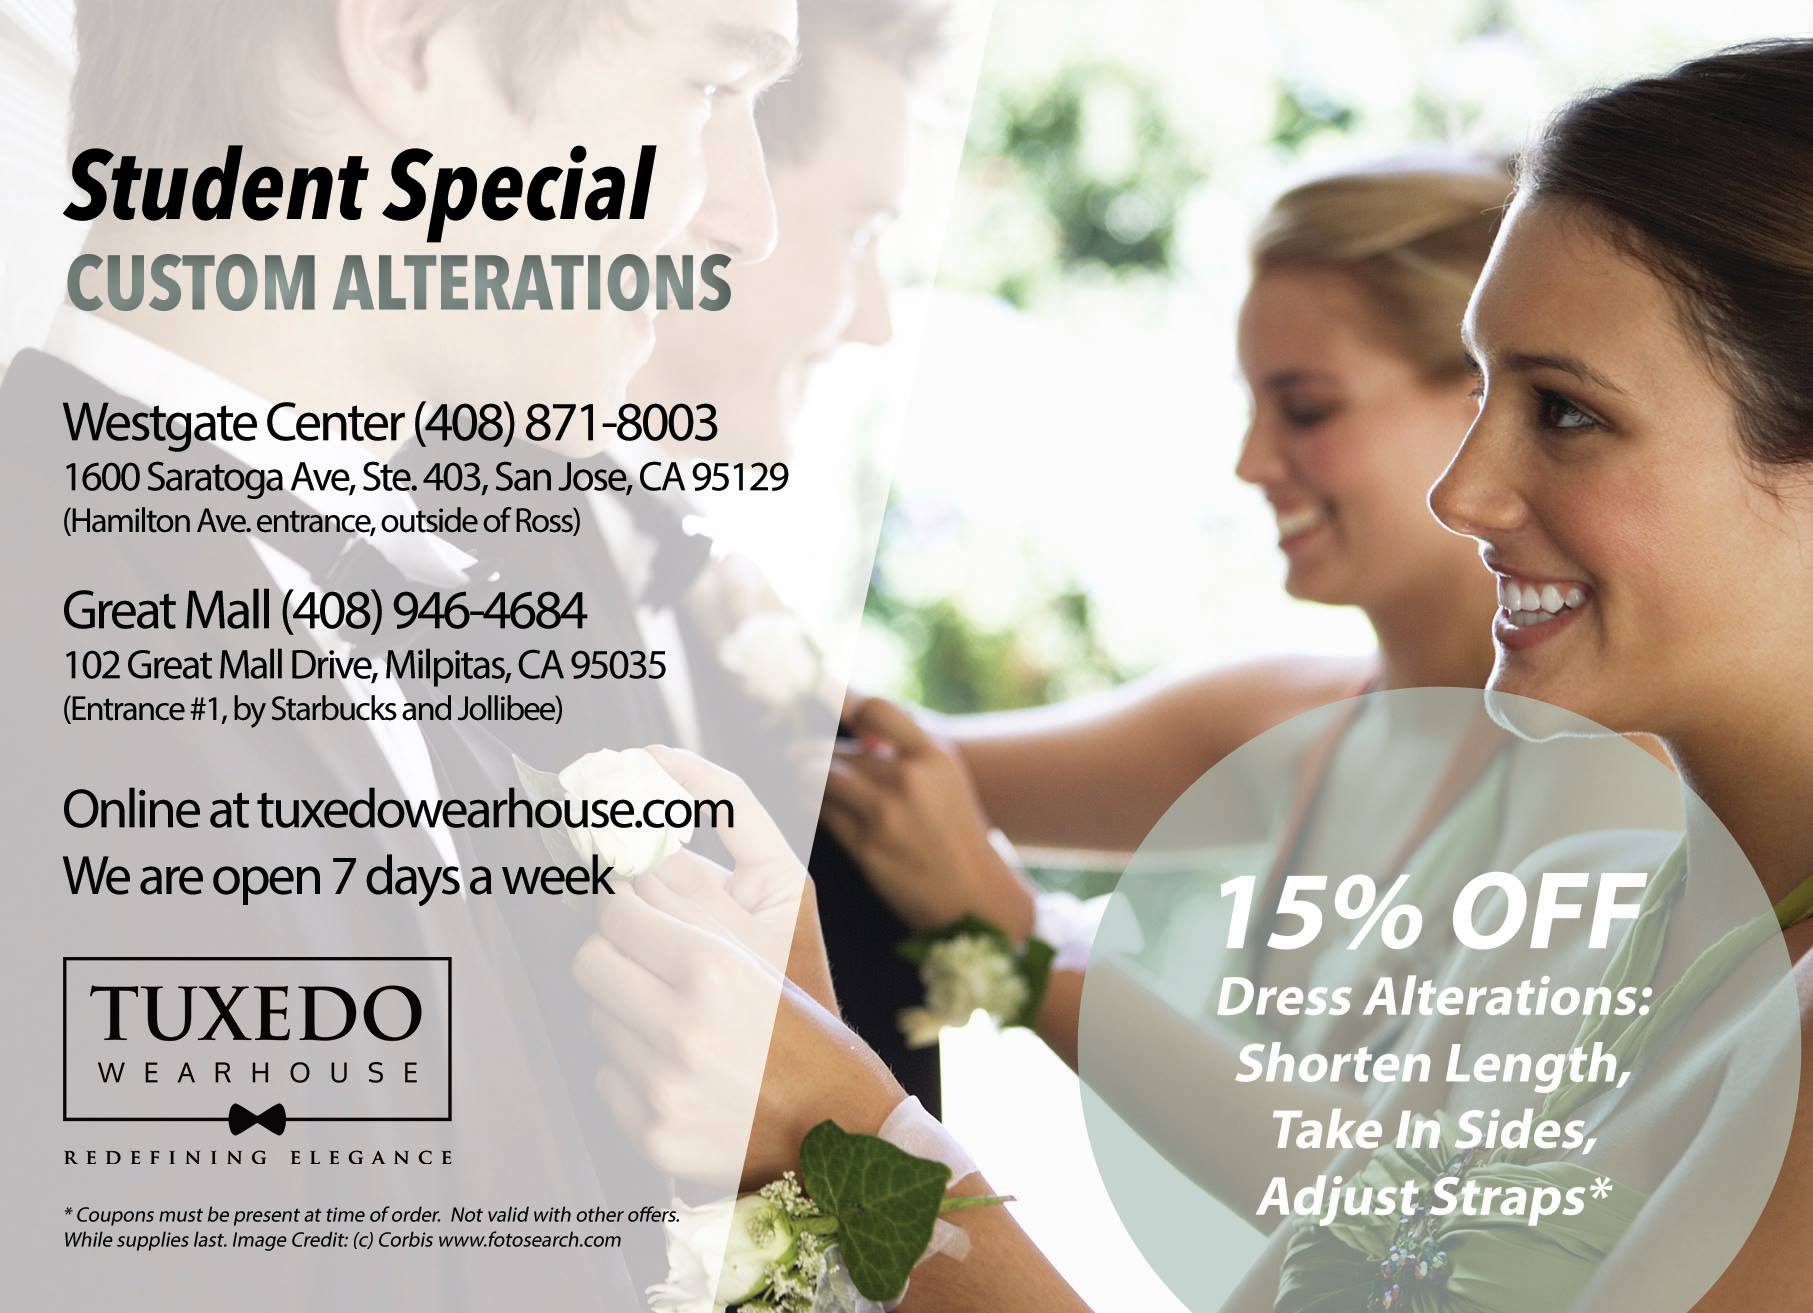 Student Special
CUSTOM ALTERATIONS
Westgate Center (408) 871-8003
1600 Saratoga Ave, Ste. 403, San Jose, CA 95129
(Hamilton Ave. entrance, outside of Ross)
Great Mall (408) 946-4684
102 Great Mall Drive, Milpitas, CA 95035
(Entrance #1, by Starbucks and Jollibee)
Online at tuxedowearhouse.com
We are open 7 days a week
TUXEDO
WEARHOUSE
REDEFINING ELEGANCE
* Coupons must be present at time of order. Not valid with other offers.
While supplies last. Image Credit: (c) Corbis www.fotosearch.com
15% OFF
Dress Alterations:
Shorten Length,
Take In Sides,
Adjust Straps*